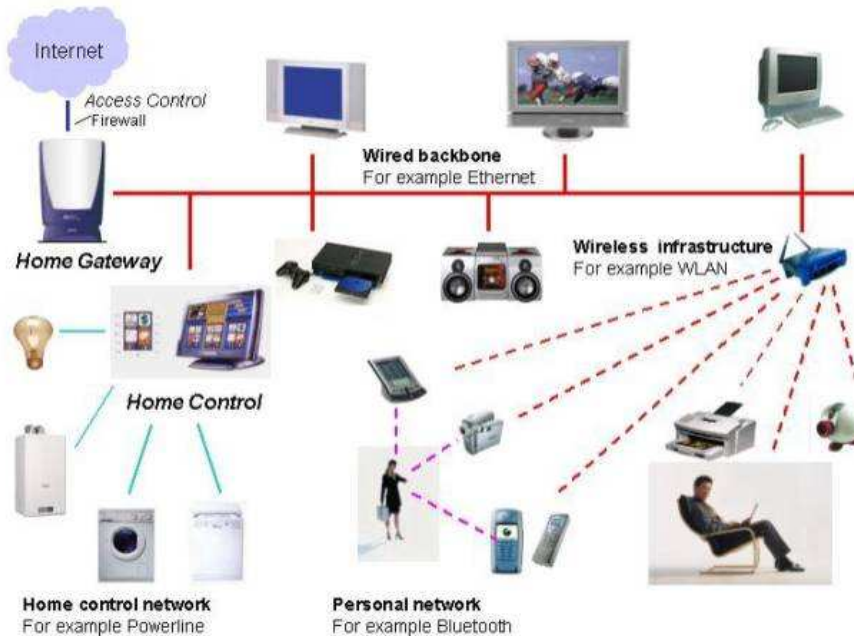 Internet
Access Control
Firewall
Wired backbone
For example Ethernet
Home Gateway
Wireless infrastructure
For example WLAN
Home Control
Home control network
For example Powerline
Personal network
For example Bluetooth